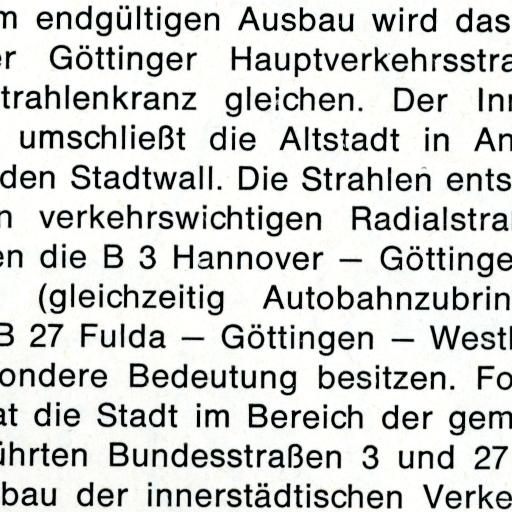 m endgültigen Ausbau wird das
er Göttinger Hauptverkehrsstra
trahlenkranz gleichen. Der Inn
umschließt die Altstadt in An
den Stadtwall. Die Strahlen ents
n verkehrswichtigen Radialstra
en die B 3 Hannover — Göttinge
(gleichzeitig Autobahnzubrin
B 27 Fulda — Göttingen — Westl
ondere Bedeutung besitzen. Fo
at die Stadt im Bereich der gem
ührten Bundesstraßen 3 und 27
bau der innerstädtischen Verke